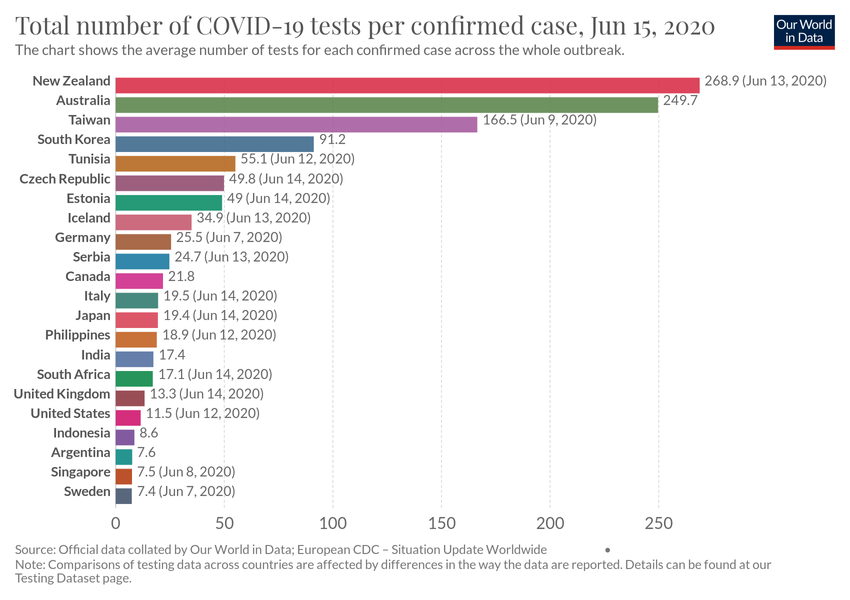 Total number of COVID-19 tests per confirmed case, Jun 15, 2020
The chart shows the average number of tests for each confirmed case across the whole outbreak.
Our World
in Data
New Zealand 268.9 (Jun 13, 2020)
Australia 249.7
Taiwan 166.5 (Jun 9, 2020)
South Korea 91.2
Tunisia 55.1 (Jun 12, 2020)
Czech Republic 49.8 (Jun 14, 2020)
Estonia 49 (Jun 14, 2020)
Iceland 34.9 (Jun 13, 2020)
Germany 25.5 (Jun 7, 2020)
Serbia 24.7 (Jun 13, 2020)
Canada 21.8
Italy 19.5 (Jun 14, 2020)
Japan 19.4 (Jun 14, 2020)
Philippines 18.9 (Jun 12, 2020)
India 17.4
South Africa 17.1 (Jun 14, 2020)
United Kingdom 13.3 (Jun 14, 2020)
United States 11.5 (Jun 12, 2020)
Indonesia 8.6
Argentina 7.6
Singapore 7.5 (Jun 8, 2020)
Sweden 7.4 (Jun 7, 2020)
0 50 100 150 200 250
Source: Official data collated by Our World in Data; European CDC – Situation Update Worldwide •
Note: Comparisons of testing data across countries are affected by differences in the way the data are reported. Details can be found at our
Testing Dataset page.